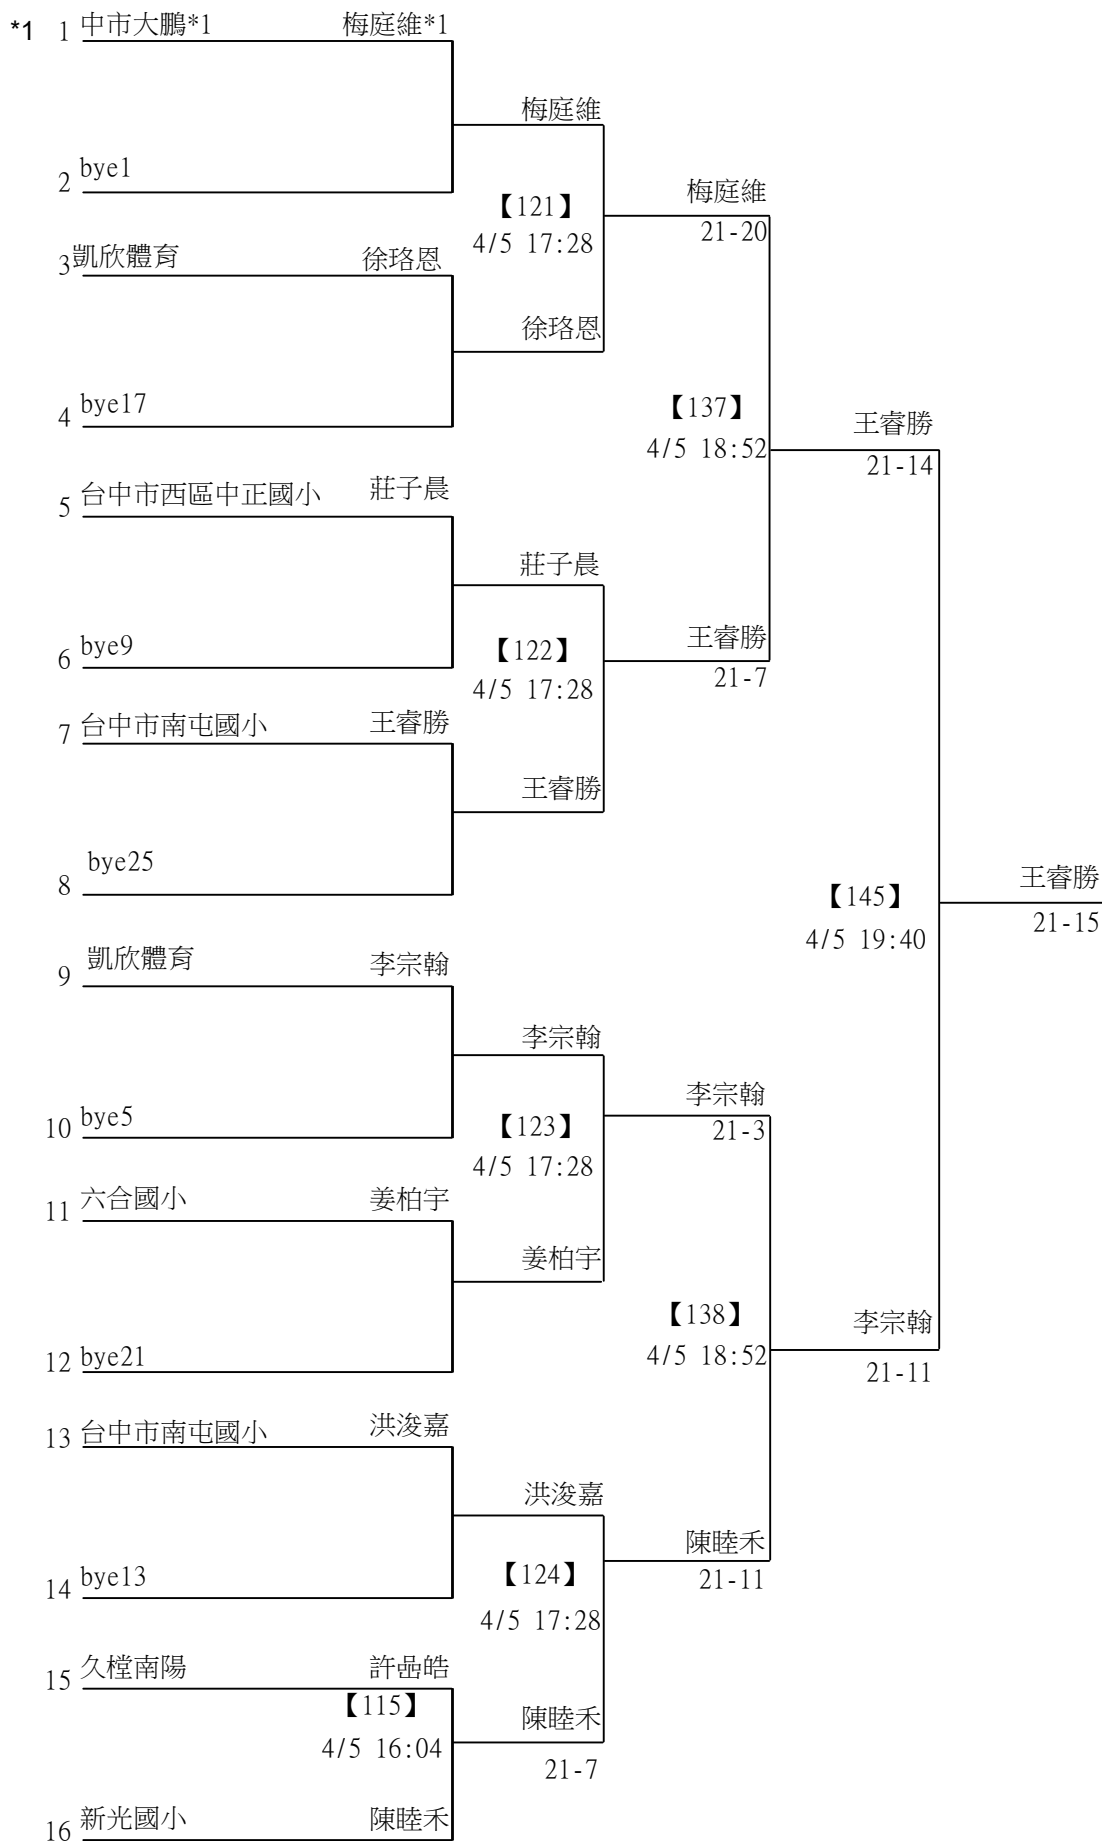 *1 1 中市大鵬*1 梅庭維*1
梅庭維
2 bye1
梅庭維
【121】
21-20
4/5 17:28
3 凱欣體育 徐珞恩
徐珞恩
4 bye17
【137】
4/5 18:52
王睿勝
21-14
5 台中市西區中正國小 莊子晨
莊子晨
6 bye9
【122】
王睿勝
4/5 17:28
21-7
7 台中市南屯國小 王睿勝
王睿勝
8 bye25
【145】
王睿勝
4/5 19:40
21-15
9 凱欣體育 李宗翰
李宗翰
10 bye5
【123】
李宗翰
21-3
4/5 17:28
11 六合國小 姜柏宇
姜柏宇
【138】
李宗翰
12 bye21
4/5 18:52
21-11
13 台中市南屯國小 洪浚嘉
洪浚嘉
14 bye13
【124】
陳睦禾
21-11
4/5 17:28
15 久樘南陽 許嵒皓
【115】
陳睦禾
4/5 16:04
21-7
16 新光國小 陳睦禾